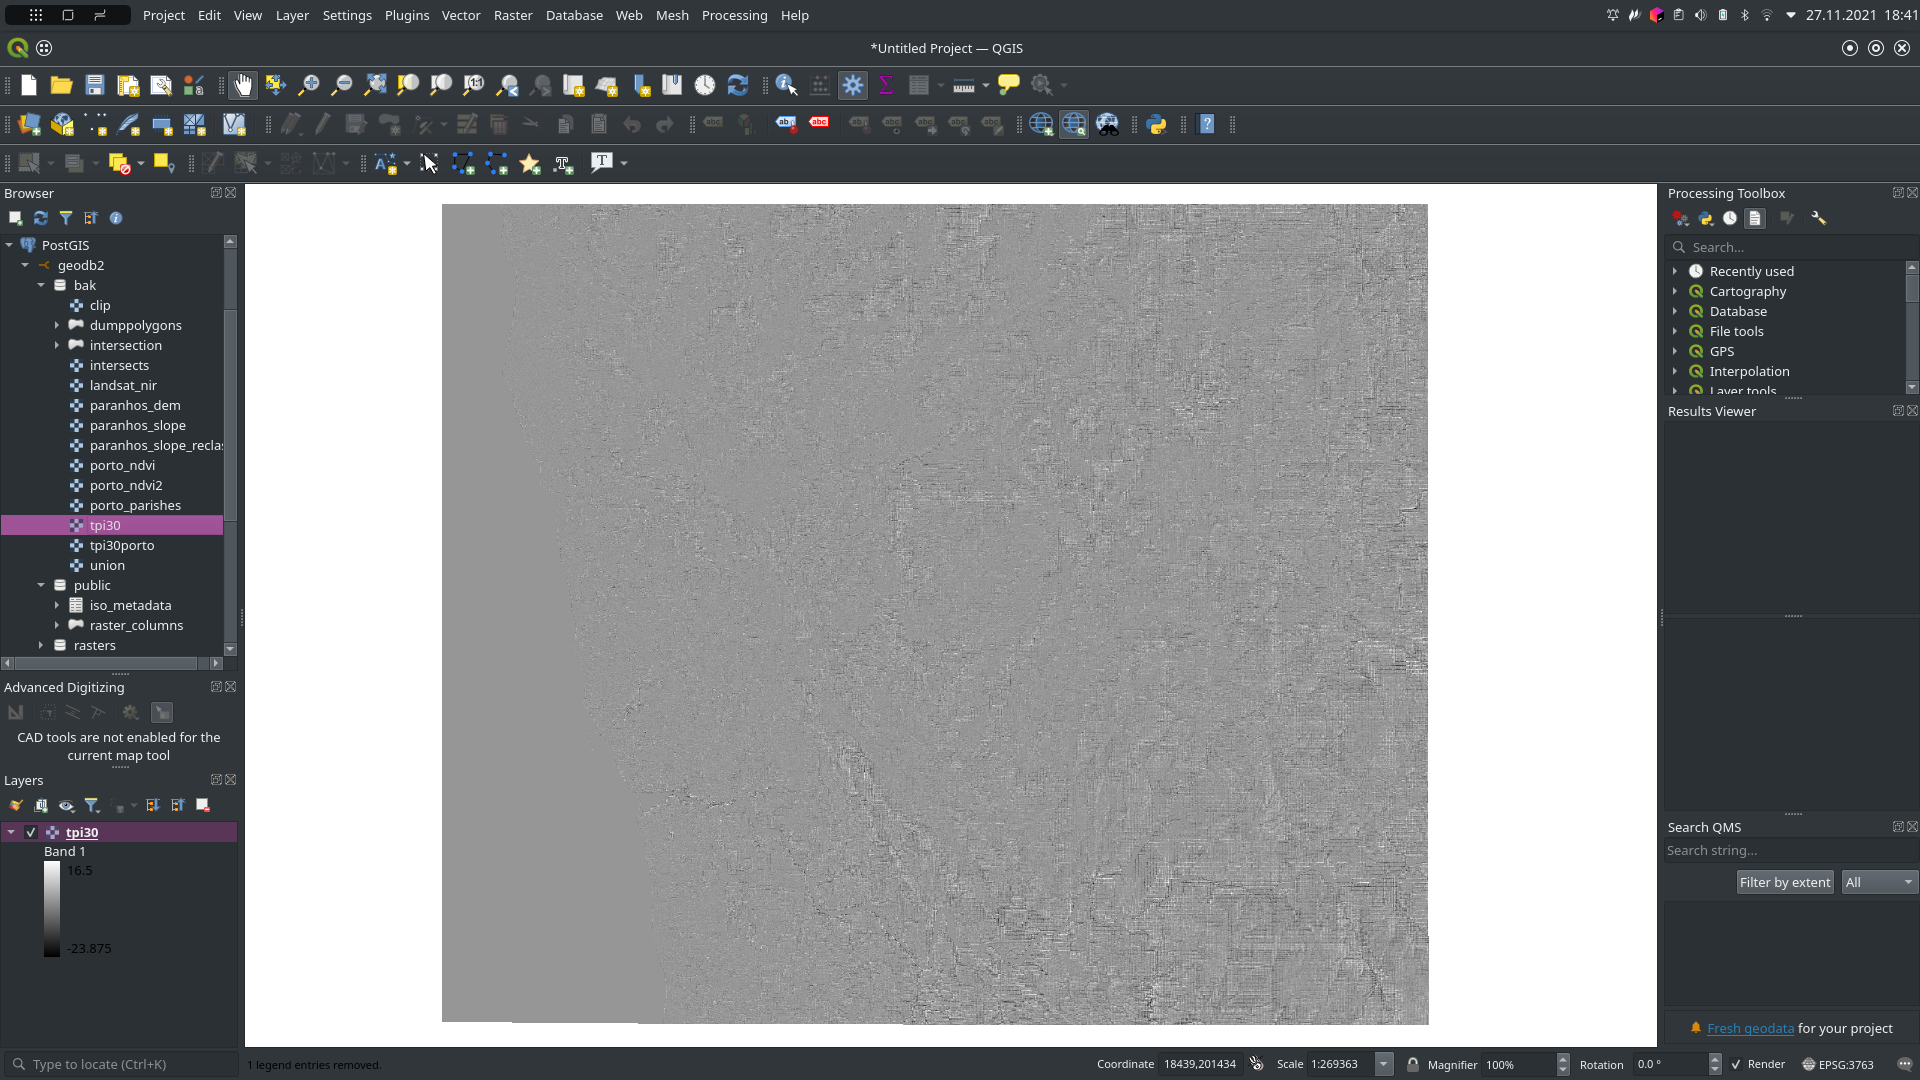 Project Edit View Layer Settings Plugins Vector Raster Database Web Mesh Processing Help
27.11.2021 18:41
*Untitled Project — QGIS
Browser
PostGIS
geodb2
bak
clip
dumppolygons
intersection
intersects
landsat_nir
paranhos_dem
paranhos_slope
paranhos_slope_recla
porto_ndvi
porto_ndvi2
porto_parishes
tpi30
tpi30porto
union
public
iso_metadata
raster_columns
rasters
Advanced Digitizing
CAD tools are not enabled for the
current map tool
Layers
tpi30
Band 1
16.5
-23.875
Processing Toolbox
Search...
Recently used
Cartography
Database
File tools
GPS
Interpolation
Layer tools
Results Viewer
Search QMS
Search string...
Filter by extent All
Fresh geodata for your project
Type to locate (Ctrl+K) 1 legend entries removed. Coordinate 18439,201434 Scale 1:269363 Magnifier 100% Rotation 0.0 ° Render EPSG:3763